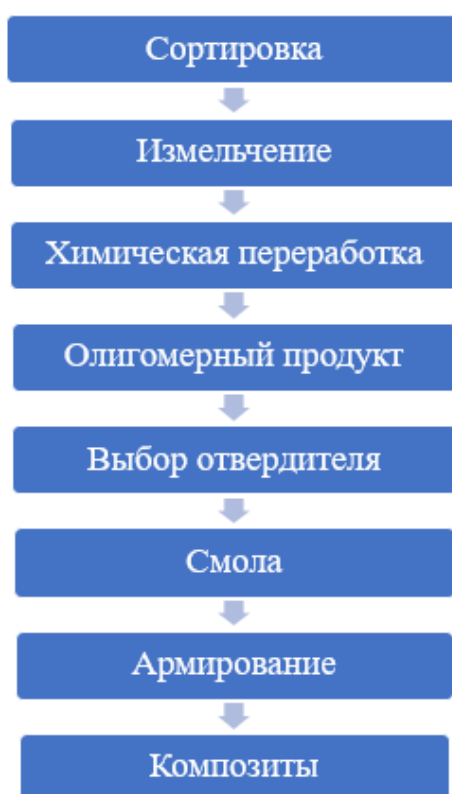 Сортировка
Измельчение
Химическая переработка
Олигомерный продукт
Выбор отвердителя
Смола
Армирование
Композиты